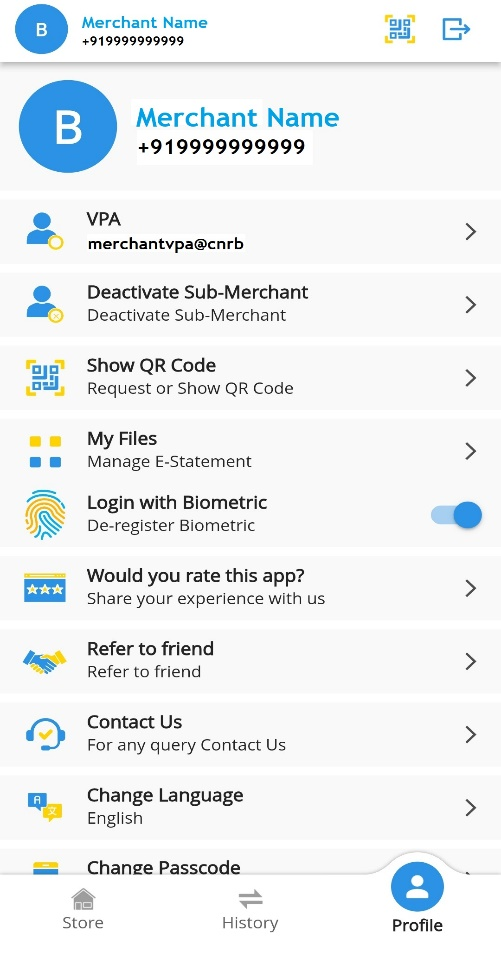 B
Merchant Name
+919999999999
B
Merchant Name
+919999999999
VPA
merchantvpa@cnrb
Deactivate Sub-Merchant
Deactivate Sub-Merchant
Show QR Code
Request or Show QR Code
My Files
Manage E-Statement
Login with Biometric
De-register Biometric
Would you rate this app?
Share your experience with us
Refer to friend
Refer to friend
Contact Us
For any query Contact Us
A
文
Change Language
English
Change Passcode
Store
History
Profile